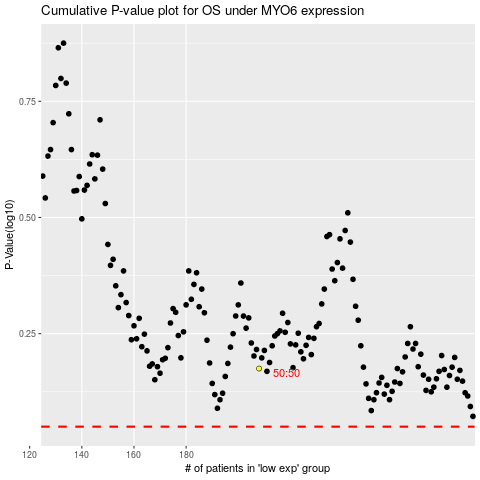 Cumulative P-value plot for OS under MYO6 expression
P-Value(log10)
0.75
0.50
0.25
50:50
120 140 160 180
# of patients in 'low exp' group